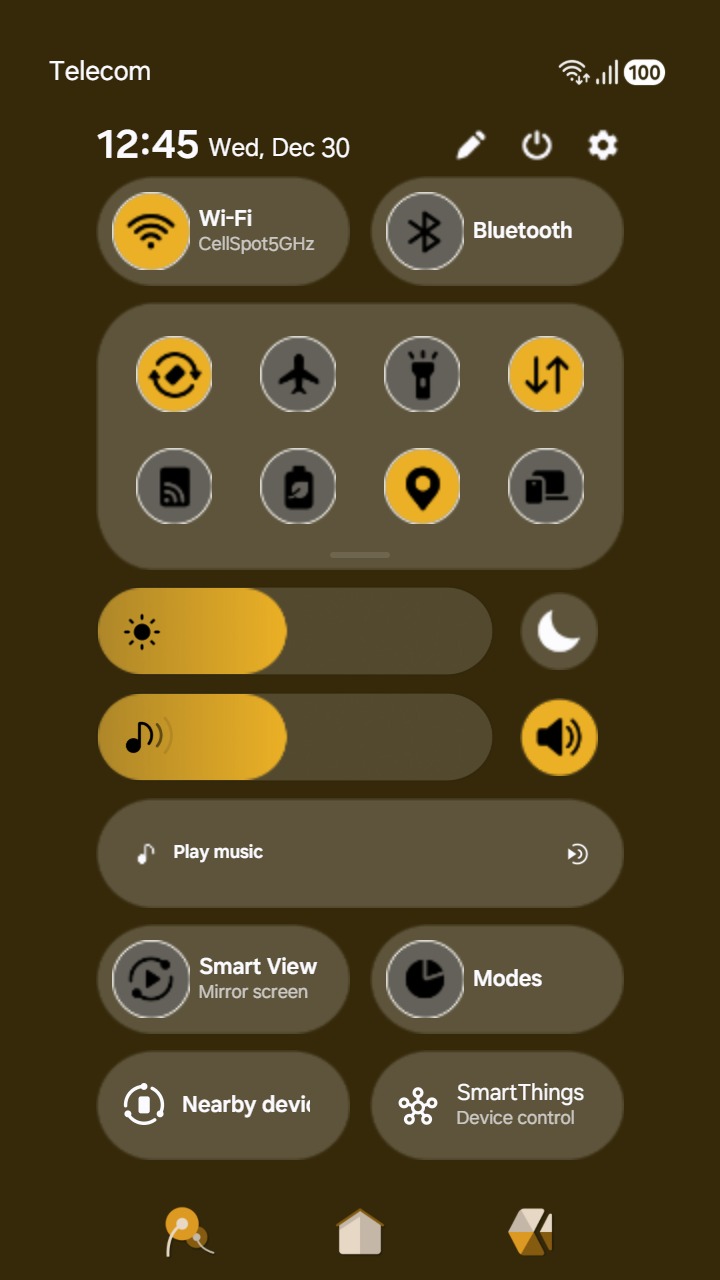 Telecom
100
12:45 Wed, Dec 30
Wi-Fi
CellSpot5GHz
Bluetooth
Play music
Smart View
Mirror screen
Modes
Nearby devi
SmartThings
Device control